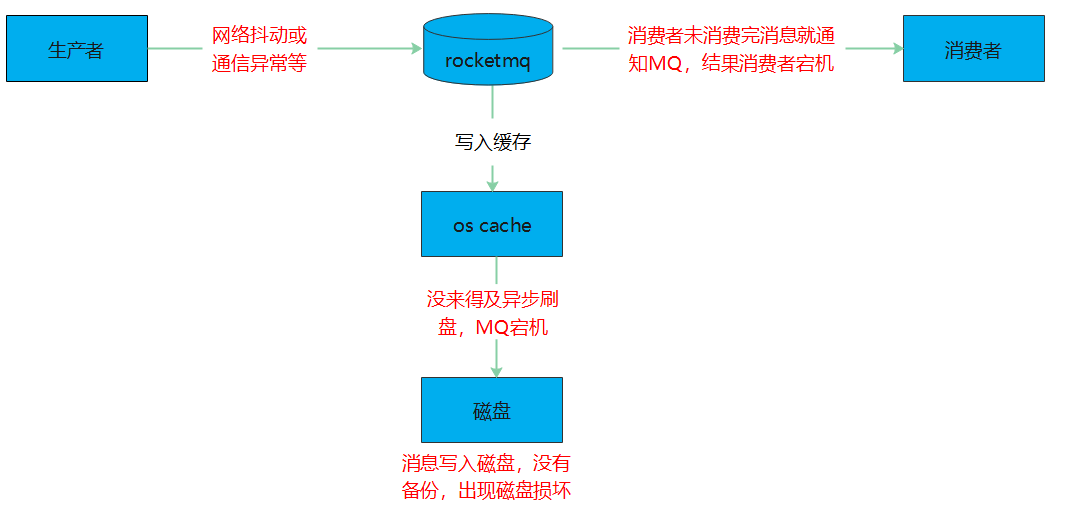 生产者
网络抖动或
通信异常等
rocketmq
消费者未消费完消息就通
知MQ，结果消费者宕机
消费者
写入缓存
os cache
没来得及异步刷
盘，MQ宕机
磁盘
消息写入磁盘，没有
备份，出现磁盘损坏